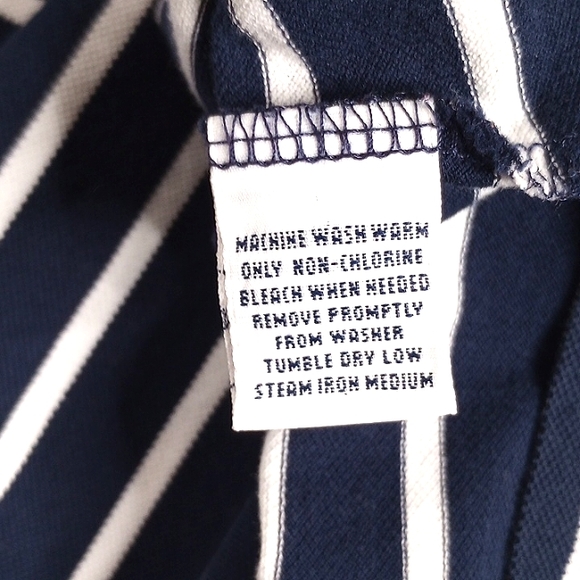 MACHINE WASH WARM
ONLY NON-CHLORINE
BLEACH WHEN NEEDED
REMOVE PROMPTLY
FROM WASHER
TUMBLE DRY LOW
STEAM IRON MEDIUM